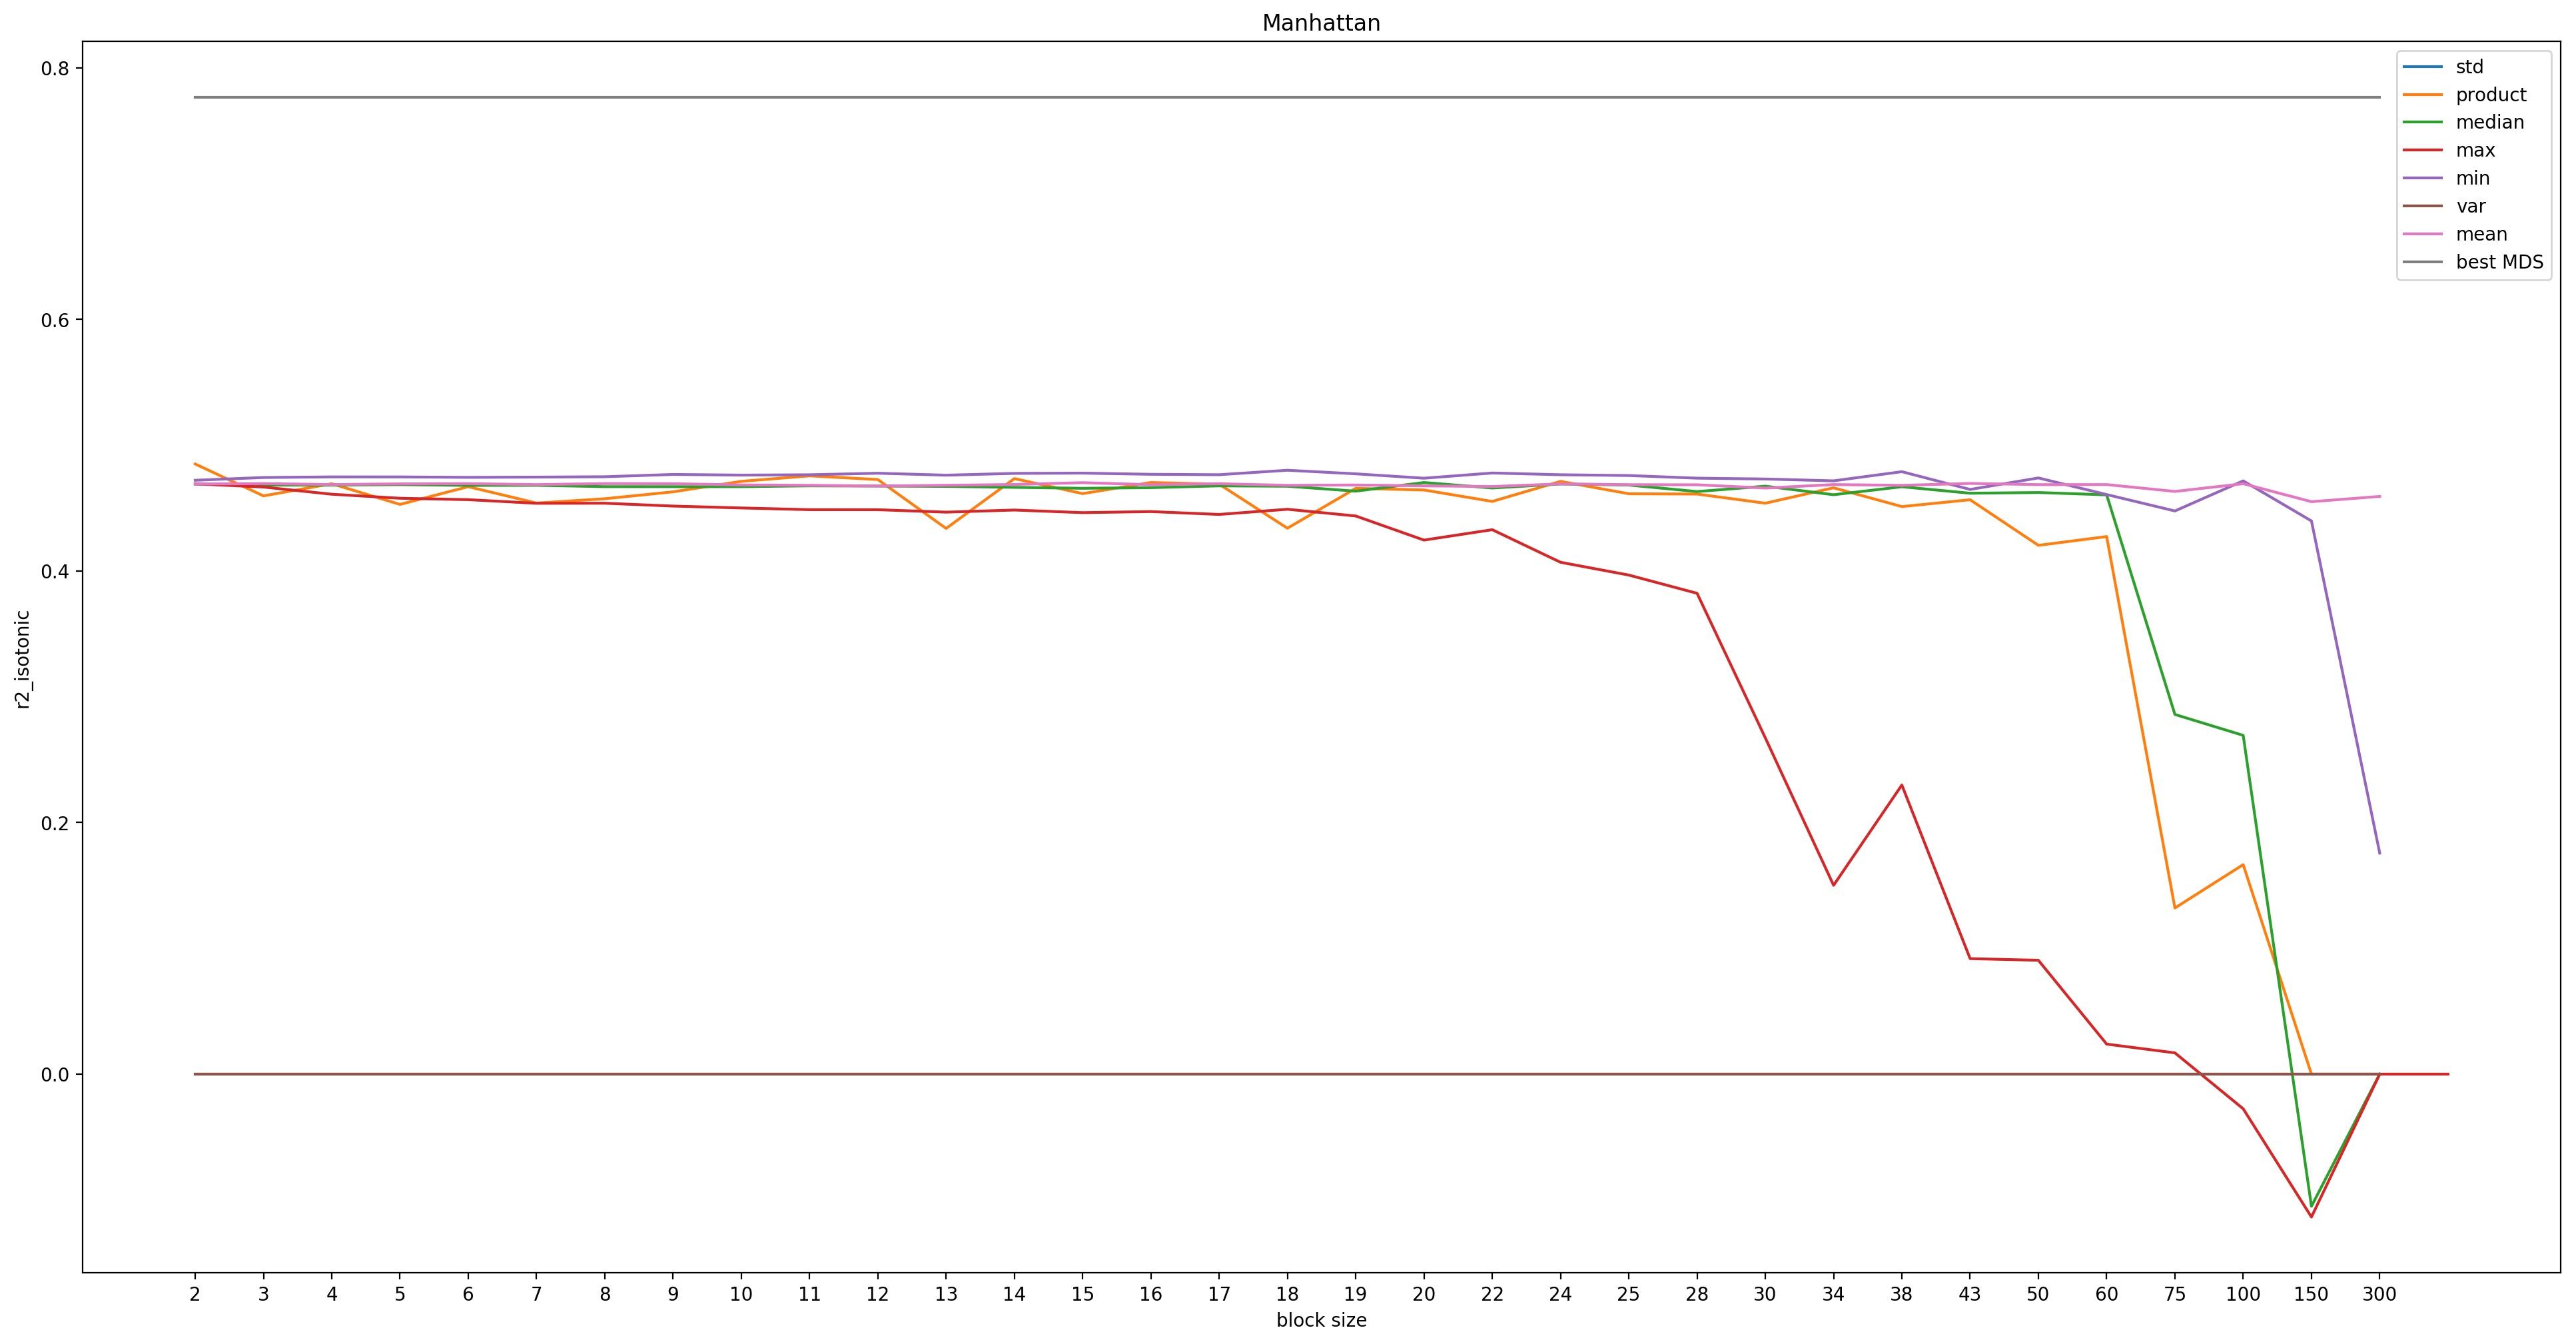 Manhattan
0.8
0.6
0.4
0.2
0.0
r2_isotonic
std
product
median
max
min
var
mean
best MDS
2 3 4 5 6 7 8 9 10 11 12 13 14 15 16 17 18 19 20 22 24 25 28 30 34 38 43 50 60 75 100 150 300
block size